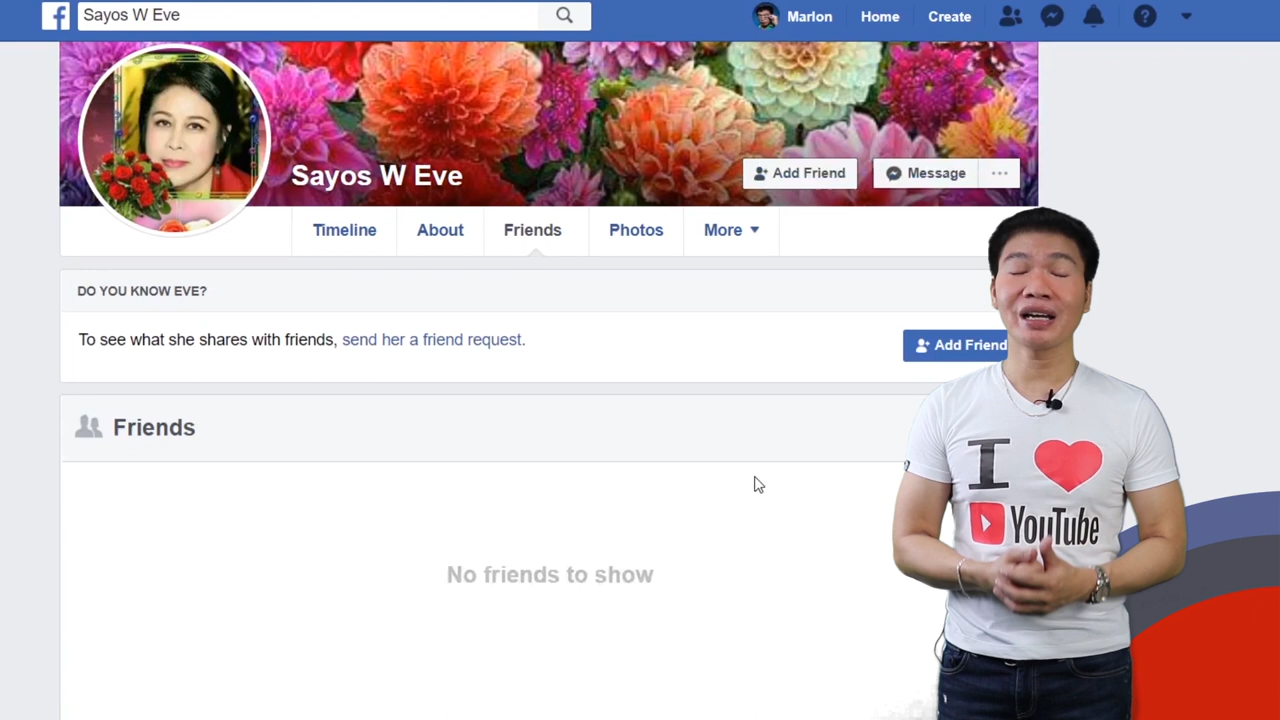 Sayos W Eve
Marlon
Home
Create
Sayos W Eve
Add Friend
Message
Timeline
About
Friends
Photos
More
DO YOU KNOW EVE?
To see what she shares with friends, send her a friend request.
Add Friend
Friends
No friends to show
I
YouTube